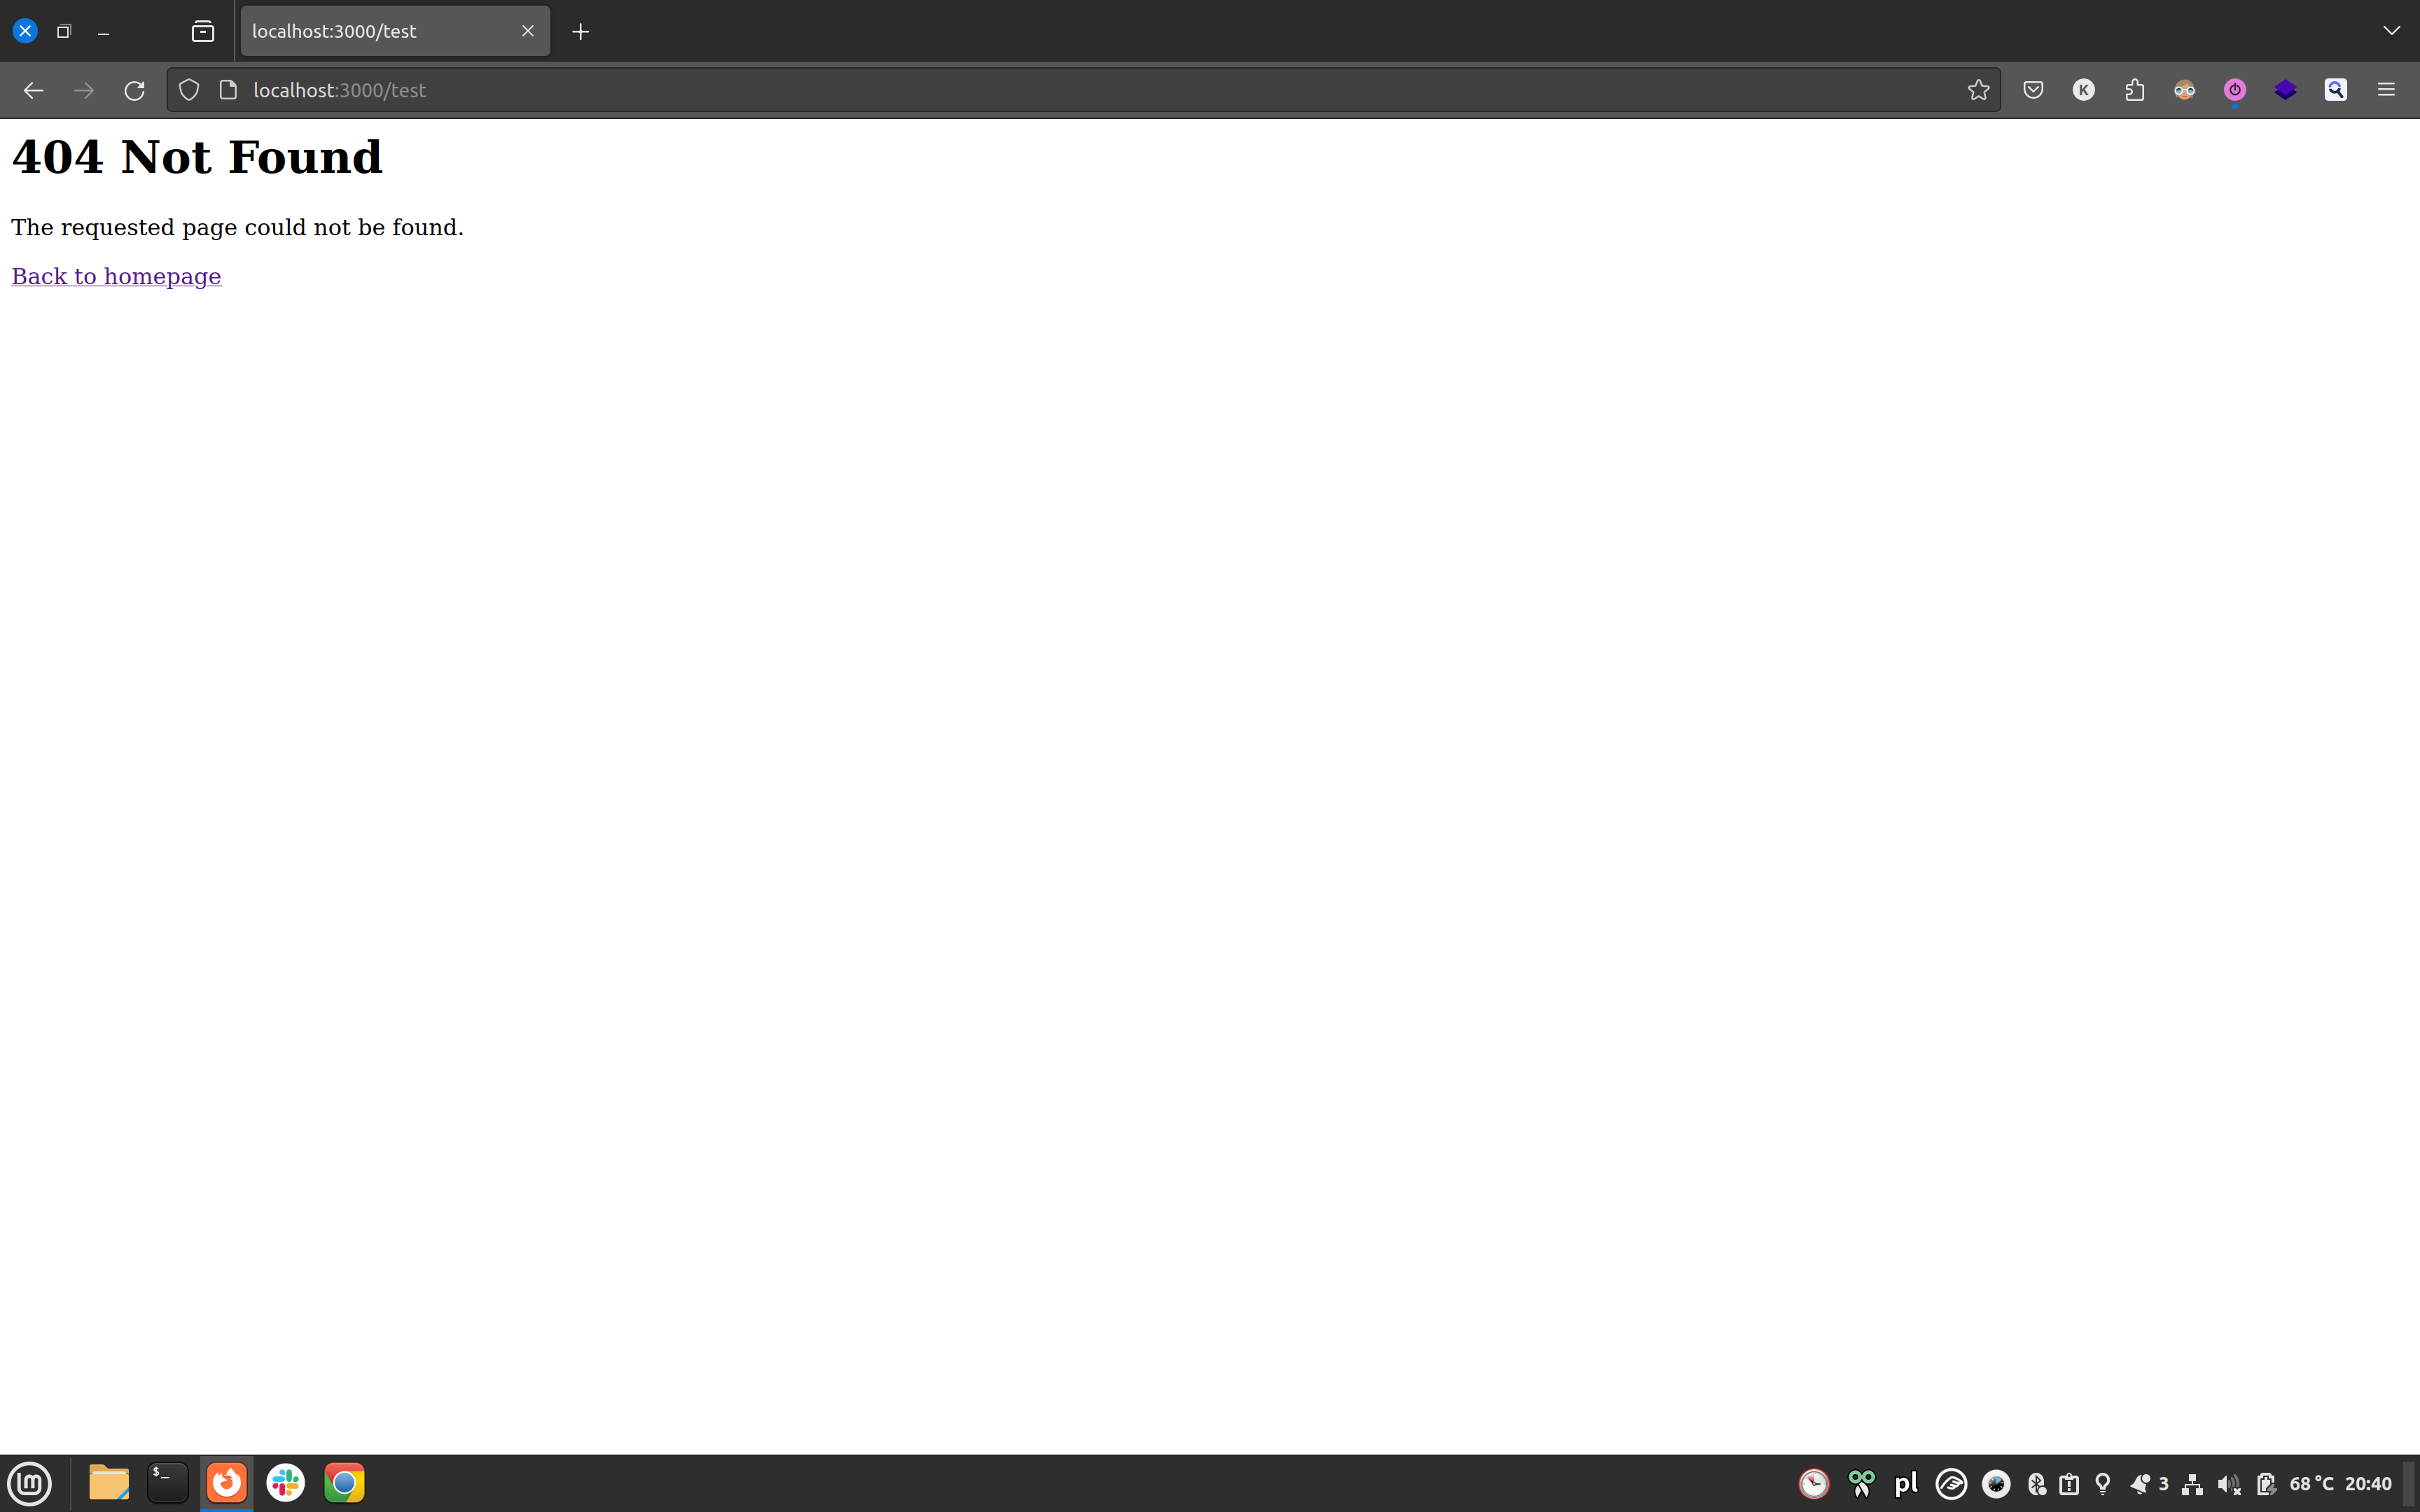 localhost:3000/test
localhost:3000/test
K
404 Not Found
The requested page could not be found.
Back to homepage
$_
pl
3
68 °C
20:40